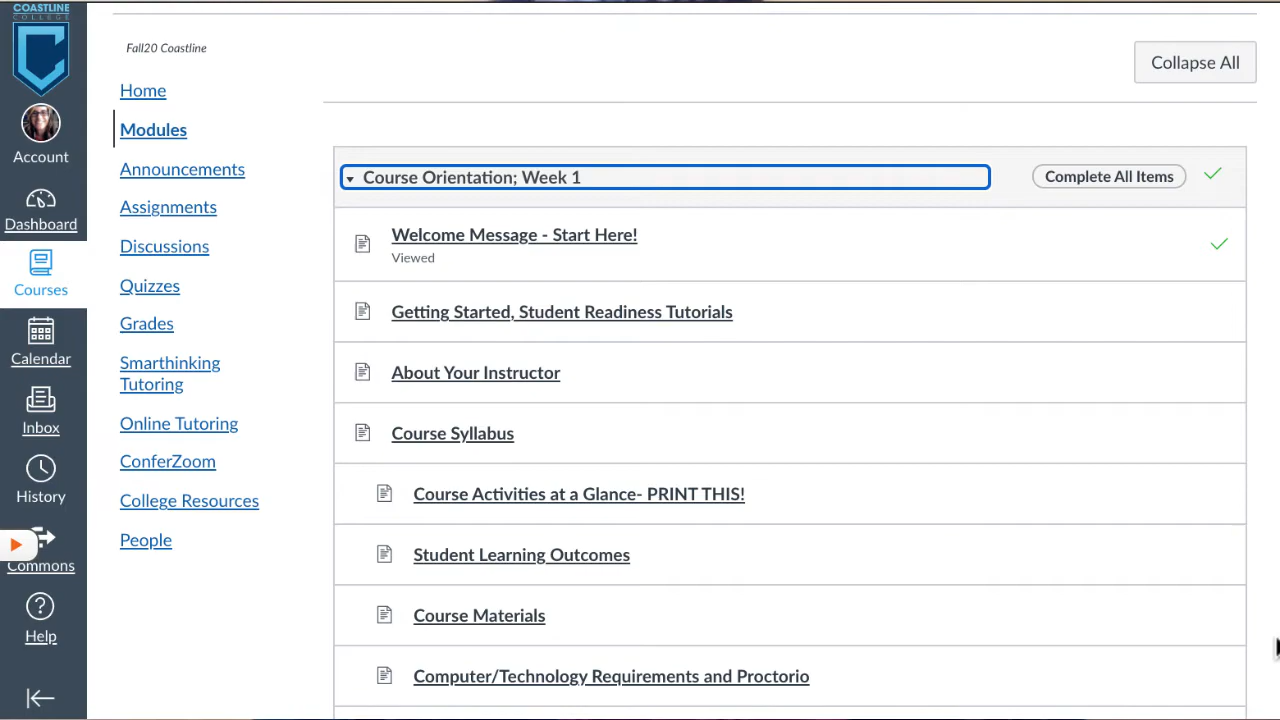 COASTLINE
COLLEGE
Account
Dashboard
Courses
Calendar
Inbox
History
Commons
Help
Fall20 Coastline
Home
Modules
Announcements
Assignments
Discussions
Quizzes
Grades
Smarthinking
Tutoring
Online Tutoring
ConferZoom
College Resources
People
Collapse All
Course Orientation; Week 1
Complete All Items
Welcome Message - Start Here!
Viewed
Getting Started, Student Readiness Tutorials
About Your Instructor
Course Syllabus
Course Activities at a Glance- PRINT THIS!
Student Learning Outcomes
Course Materials
Computer/Technology Requirements and Proctorio